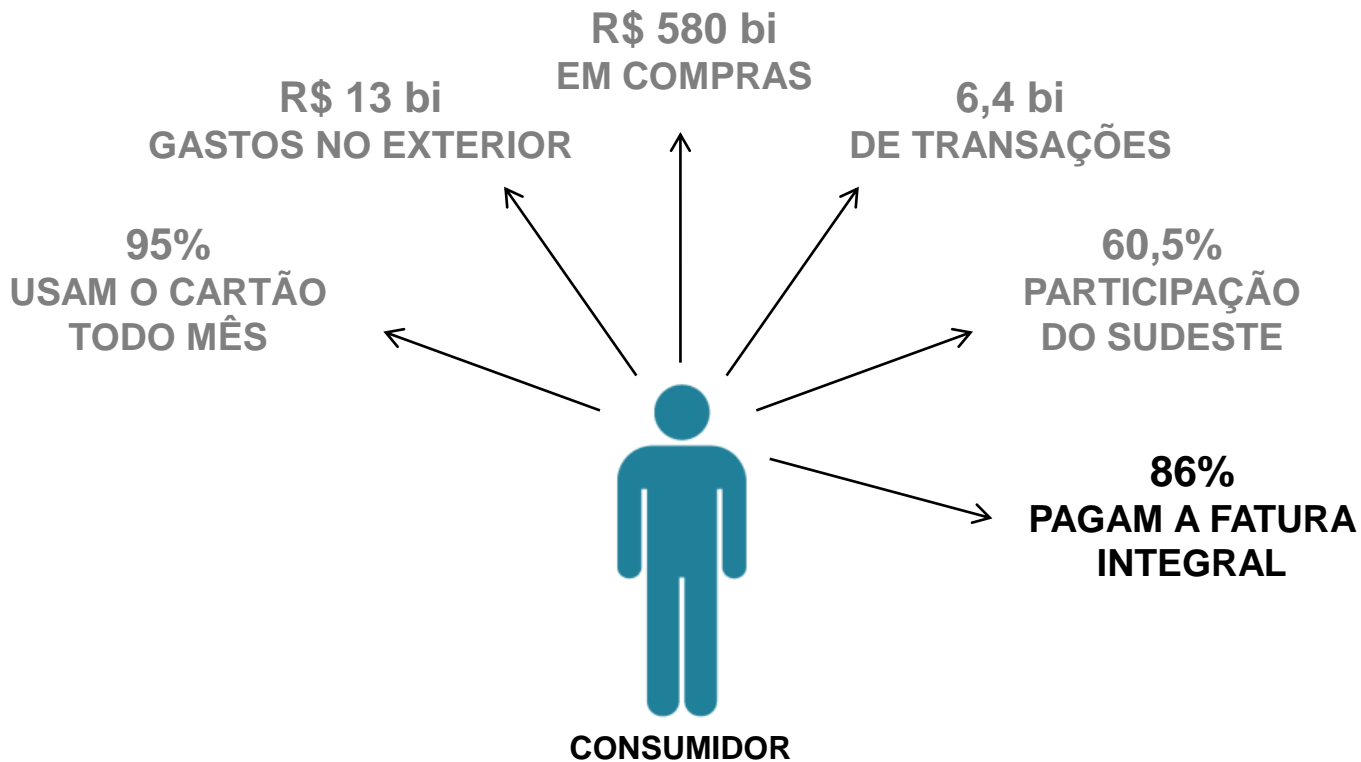 R$ 580 bi
EM COMPRAS
R$ 13 bi
GASTOS NO EXTERIOR
6,4 bi
DE TRANSAÇÕES
95%
USAM O CARTÃO
TODO MÊS
60,5%
PARTICIPAÇÃO
DO SUDESTE
86%
PAGAM A FATURA
INTEGRAL
CONSUMIDOR